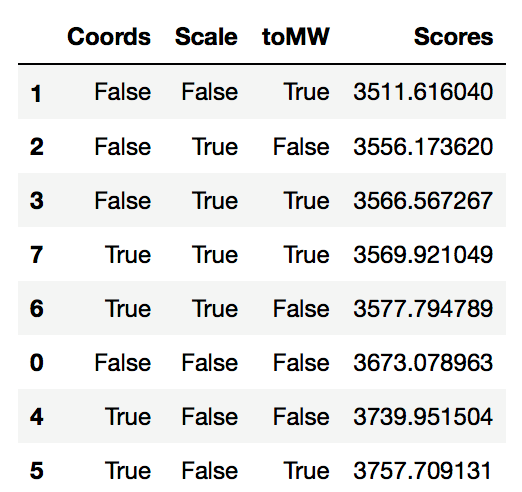 Coords Scale toMW Scores
1 False False True 3511.616040
2 False True False 3556.173620
3 False True True 3566.567267
7 True True True 3569.921049
6 True True False 3577.794789
0 False False False 3673.078963
4 True False False 3739.951504
5 True False True 3757.709131